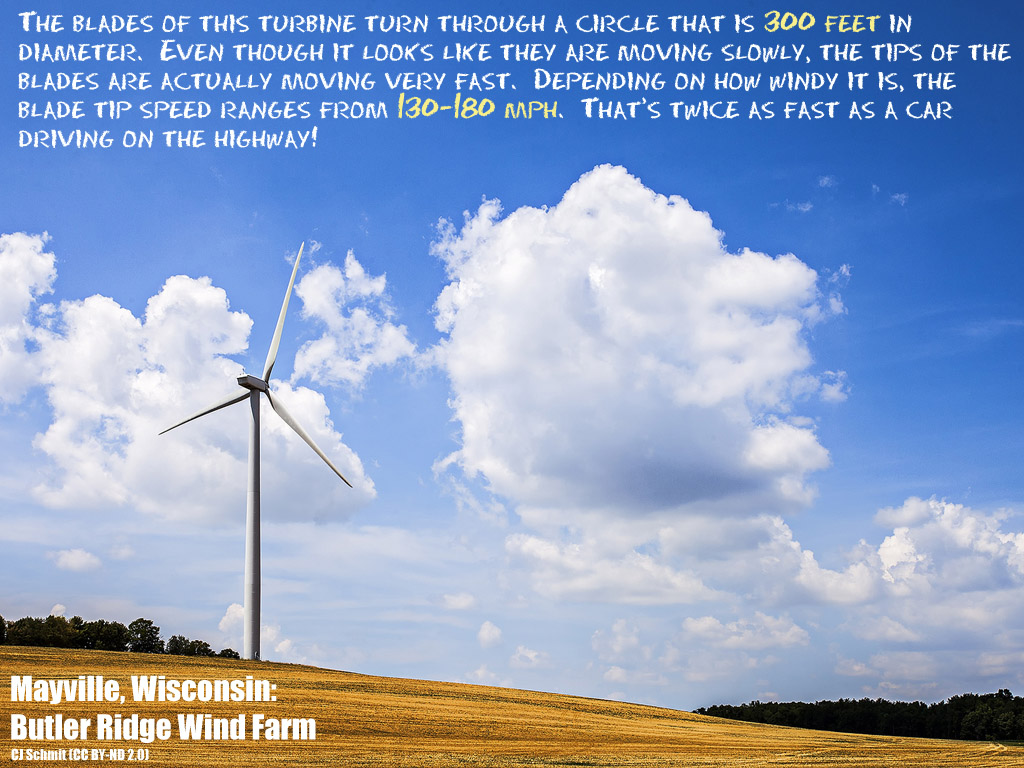 The blades of this turbine turn through a circle that is 300 feet in
diameter. Even though it looks like they are moving slowly, the tips of the
blades are actually moving very fast. Depending on how windy it is, the
blade tip speed ranges from 130-180 mph. That's twice as fast as a car
driving on the highway!
Mayville, Wisconsin:
Butler Ridge Wind Farm
CJ Schmit (CC BY-ND 2.0)